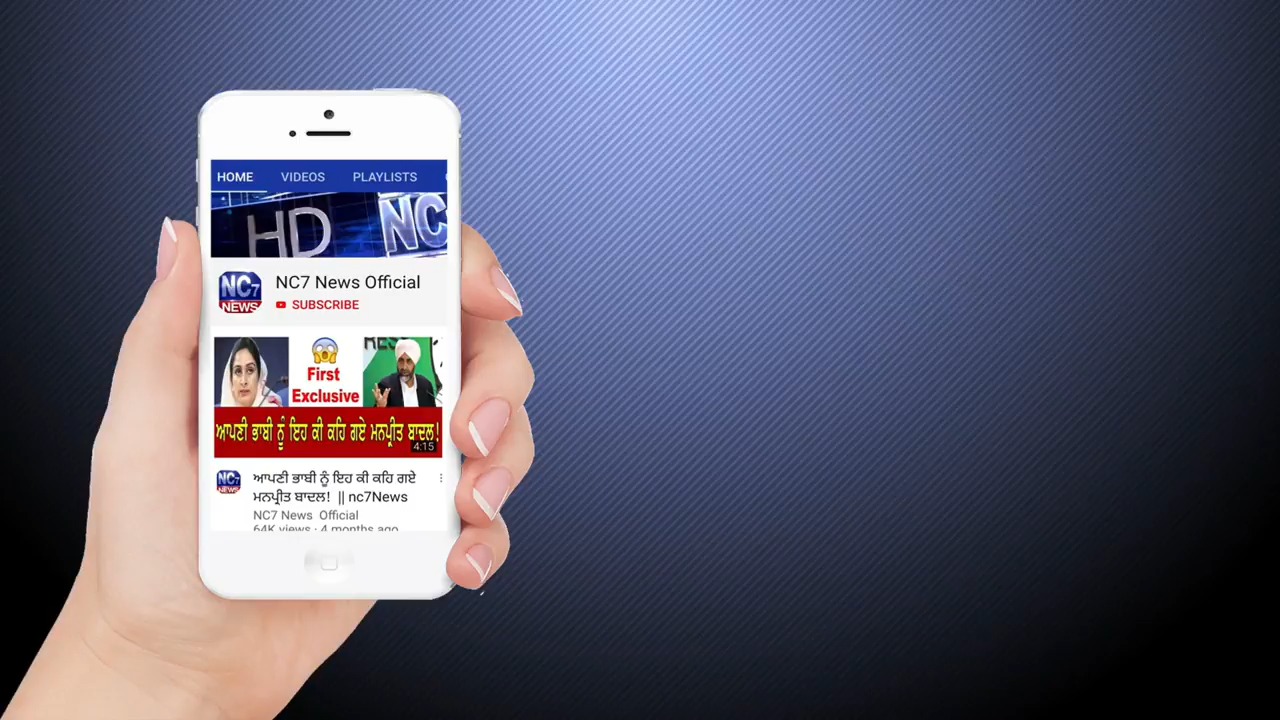 HOME VIDEOS PLAYLISTS
HD NC
NC7 NEWS
NC7 News Official
SUBSCRIBE
First
Exclusive
ਆਪਣੀ ਭਾਬੀ ਨੂੰ ਇਹ ਕੀ ਕਹਿ ਗਏ ਮਨਪ੍ਰੀਤ ਬਾਦਲ!
4:15
NC7 NEWS
ਆਪਣੀ ਭਾਬੀ ਨੂੰ ਇਹ ਕੀ ਕਹਿ ਗਏ
ਮਨਪ੍ਰੀਤ ਬਾਦਲ! || nc7News
NC7 News Official
64K views · 4 months ago